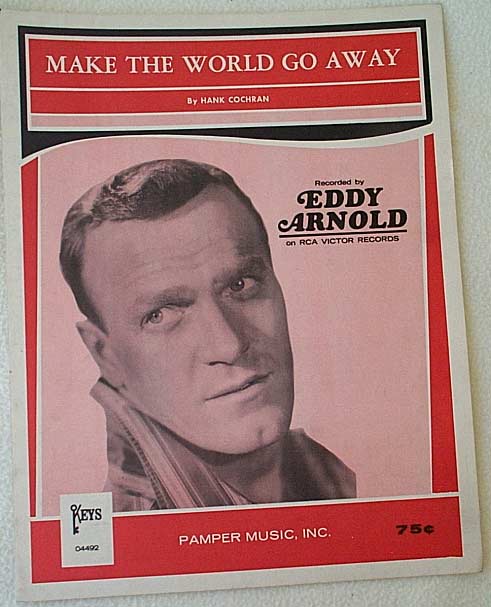 MAKE THE WORLD GO AWAY
By HANK COCHRAN
Recorded by
EDDY
ARNOLD
on RCA VICTOR RECORDS
KEYS
04492
PAMPER MUSIC, INC.
75¢